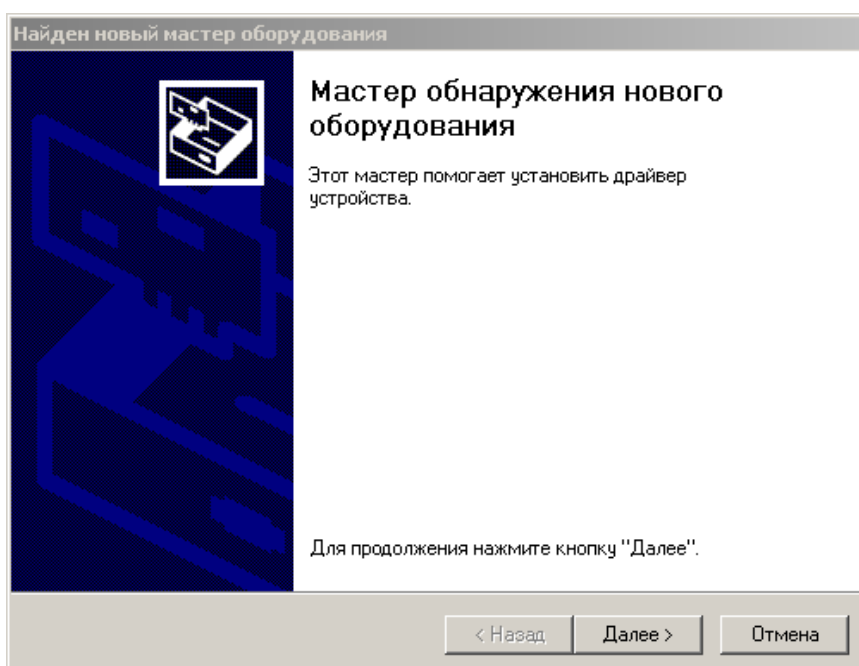 Найден новый мастер оборудования
Мастер обнаружения нового
оборудования
Этот мастер помогает установить драйвер
устройства.
Для продолжения нажмите кнопку "Далее".
< Назад
Далее >
Отмена